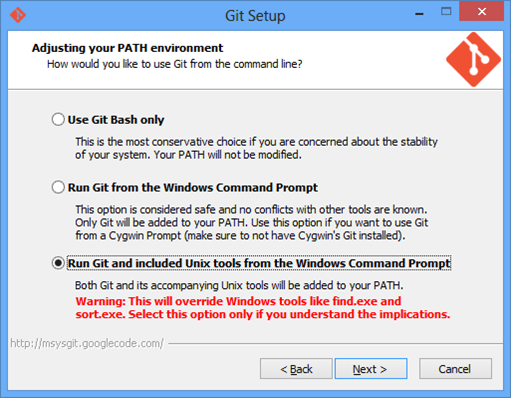 Git Setup
Adjusting your PATH environment
How would you like to use Git from the command line?
Use Git Bash only
This is the most conservative choice if you are concerned about the stability
of your system. Your PATH will not be modified.
Run Git from the Windows Command Prompt
This option is considered safe and no conflicts with other tools are known.
Only Git will be added to your PATH. Use this option if you want to use Git
from a Cygwin Prompt (make sure to not have Cygwin's Git installed).
Run Git and included Unix tools from the Windows Command Prompt
Both Git and its accompanying Unix tools will be added to your PATH.
Warning: This will override Windows tools like find.exe and
sort.exe. Select this option only if you understand the implications.
http://msysgit.googlecode.com/
< Back
Next >
Cancel